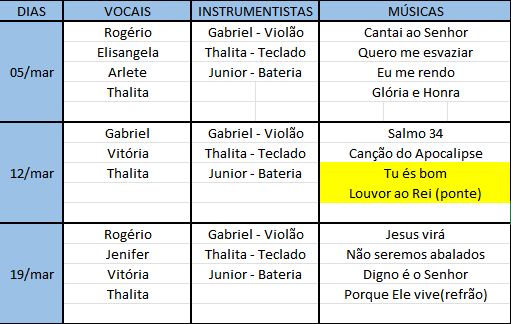 DIAS VOCAIS INSTRUMENTISTAS MÚSICAS
Rogério Gabriel - Violão Cantai ao Senhor
Elisangela Thalita - Teclado Quero me esvaziar
05/mar Arlete Junior - Bateria Eu me rendo
Thalita Glória e Honra
Gabriel Gabriel - Violão Salmo 34
Vitória Thalita - Teclado Canção do Apocalipse
12/mar Thalita Junior - Bateria Tu és bom
Louvor ao Rei (ponte)
Rogério Gabriel - Violão Jesus virá
Jenifer Thalita - Teclado Não seremos abalados
19/mar Vitória Junior - Bateria Digno é o Senhor
Thalita Porque Ele vive(refrão)